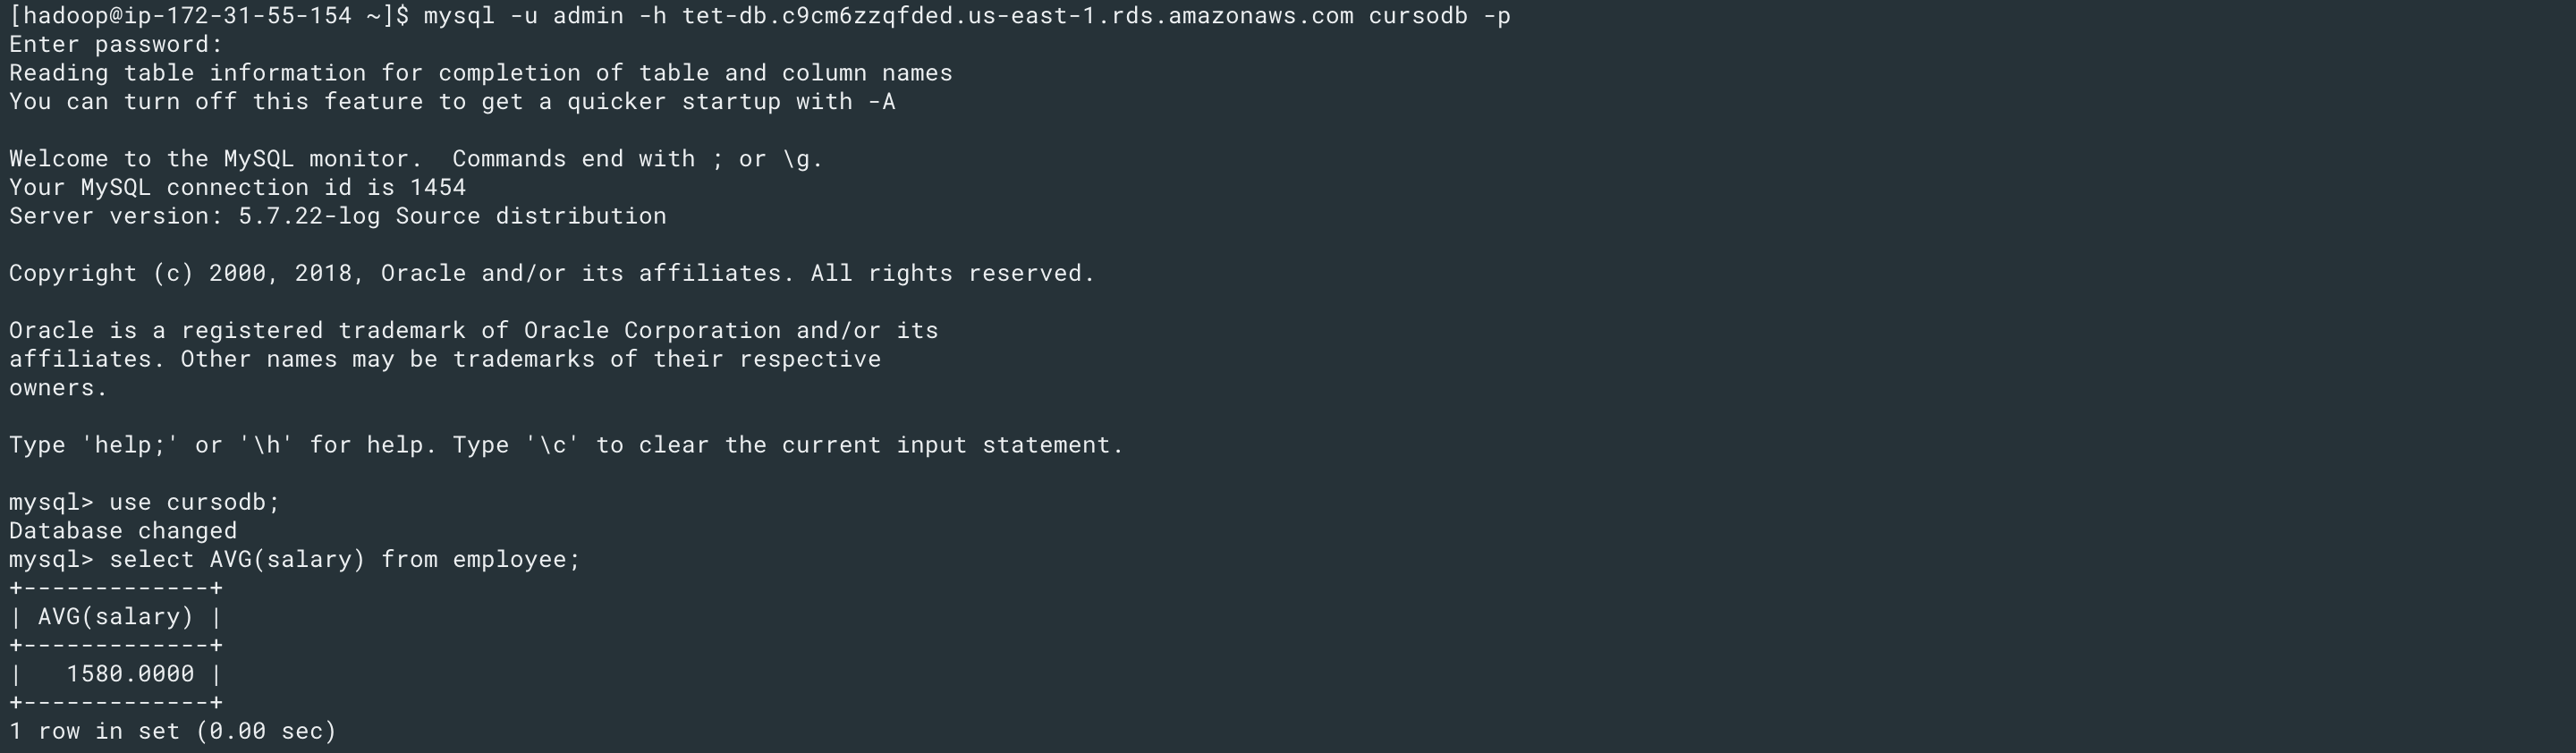 [hadoop@ip-172-31-55-154 ~]$ mysql -u admin -h tet-db.c9cm6zzqfded.us-east-1.rds.amazonaws.com cursodb -p
Enter password:
Reading table information for completion of table and column names
You can turn off this feature to get a quicker startup with -A

Welcome to the MySQL monitor.  Commands end with ; or \g.
Your MySQL connection id is 1454
Server version: 5.7.22-log Source distribution

Copyright (c) 2000, 2018, Oracle and/or its affiliates. All rights reserved.

Oracle is a registered trademark of Oracle Corporation and/or its
affiliates. Other names may be trademarks of their respective
owners.

Type 'help;' or '\h' for help. Type '\c' to clear the current input statement.

mysql> use cursodb;
Database changed
mysql> select AVG(salary) from employee;
+-------------+
| AVG(salary) |
+-------------+
|   1580.0000 |
+-------------+
1 row in set (0.00 sec)